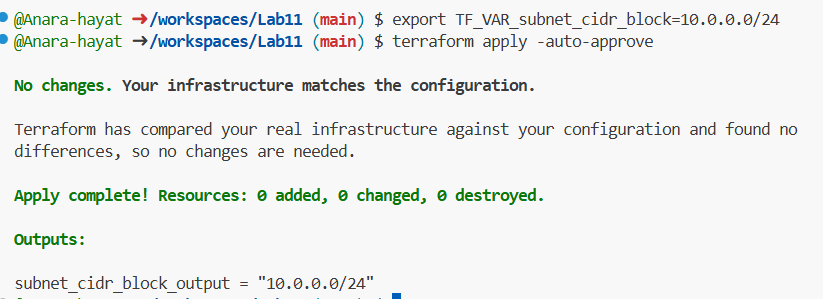 @Anara-hayat ➜/workspaces/Lab11 (main) $ export TF_VAR_subnet_cidr_block=10.0.0.0/24
@Anara-hayat ➜/workspaces/Lab11 (main) $ terraform apply -auto-approve
No changes. Your infrastructure matches the configuration.
Terraform has compared your real infrastructure against your configuration and found no
differences, so no changes are needed.
Apply complete! Resources: 0 added, 0 changed, 0 destroyed.
Outputs:
subnet_cidr_block_output = "10.0.0.0/24"